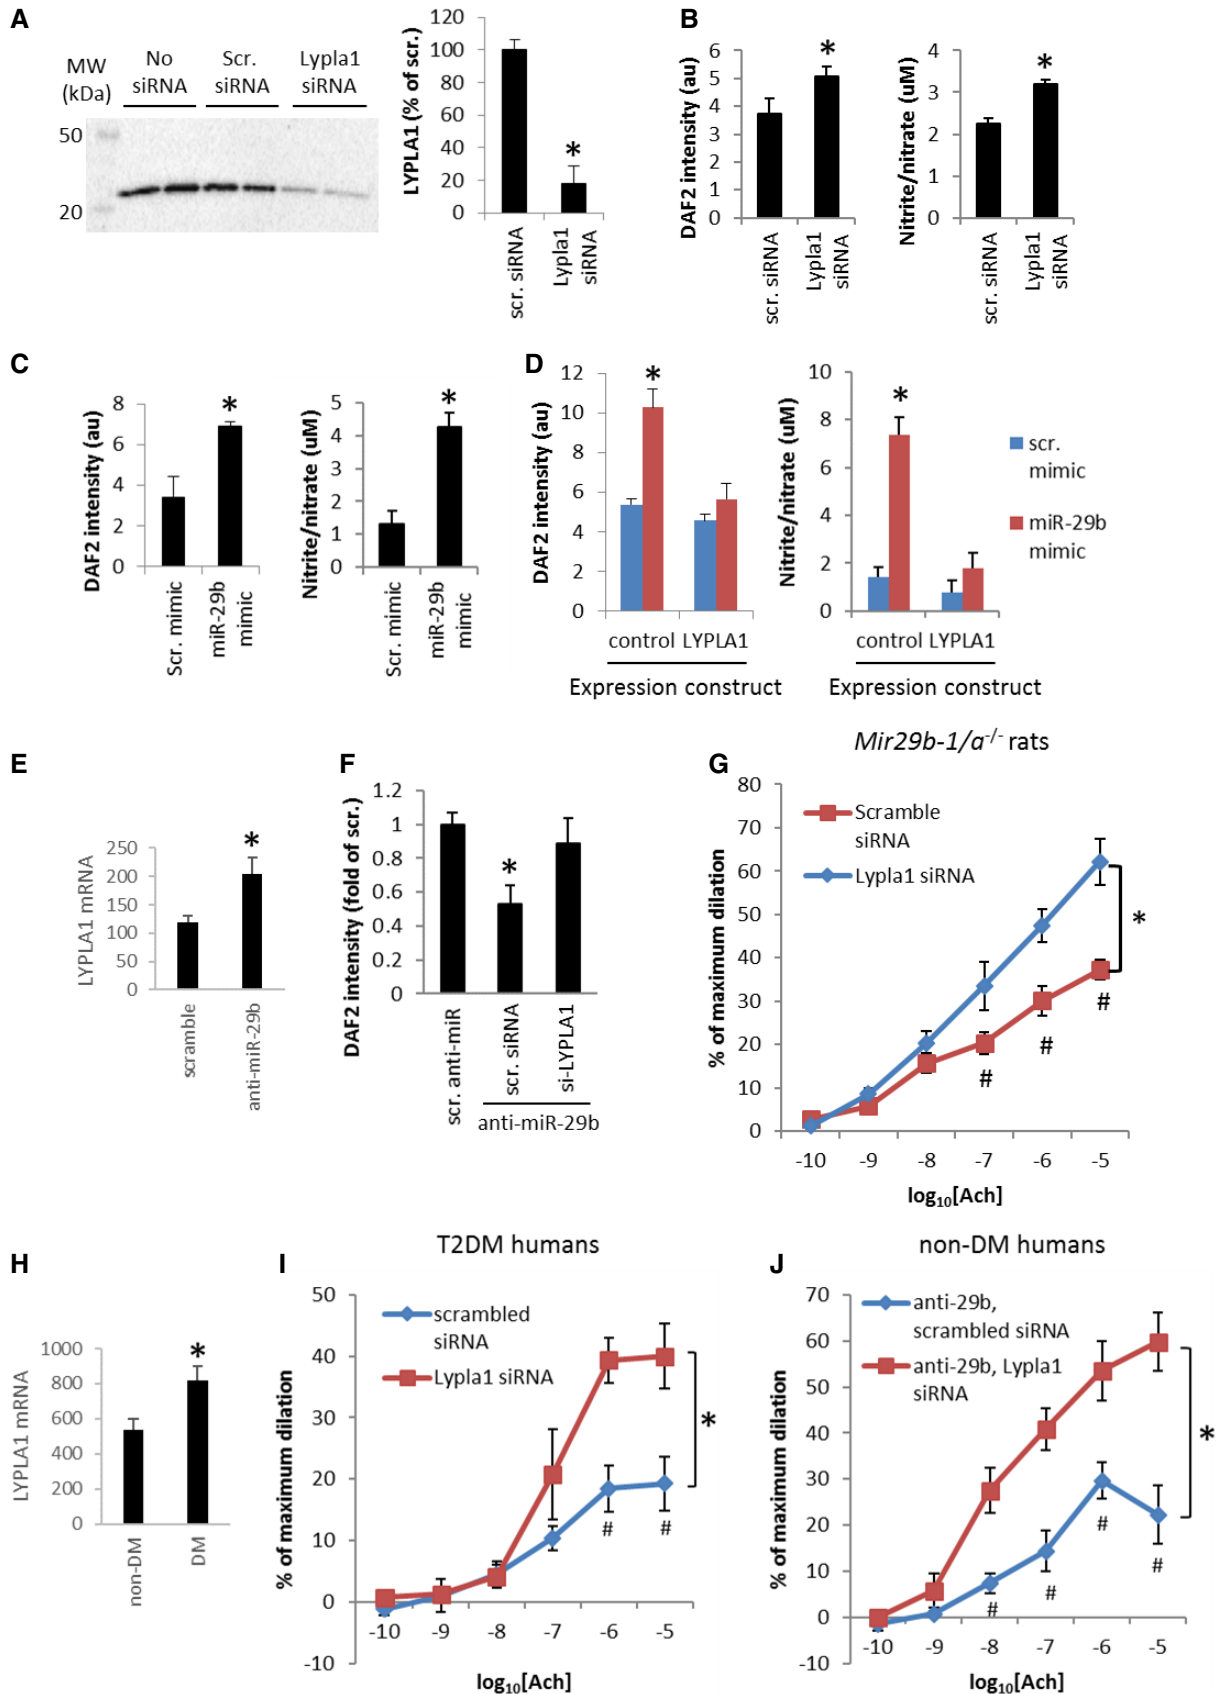 A
MW
(kDa)
No
siRNA
Scr.
siRNA
Lypla1
siRNA
50
20
LYPLA1 (% of scr.)
120
100
80
60
40
20
0
*
scr. siRNA
Lypla1
siRNA
B
DAF2 intensity (au)
6
5
4
3
2
1
0
*
scr. siRNA
Lypla1
siRNA
Nitrite/nitrate (uM)
4
3
2
1
0
*
scr. siRNA
Lypla1
siRNA
C
DAF2 intensity (au)
8
6
4
2
0
*
Scr. mimic
miR-29b
mimic
Nitrite/nitrate (uM)
5
4
3
2
1
0
*
Scr. mimic
miR-29b
mimic
D
DAF2 intensity (au)
12
10
8
6
4
2
0
*
control LYPLA1
Expression construct
Nitrite/nitrate (uM)
10
8
6
4
2
0
*
control LYPLA1
Expression construct
scr.
mimic
miR-29b
mimic
E
LYPLA1 mRNA
250
200
150
100
50
0
*
scramble
anti-miR-29b
F
DAF2 intensity (fold of scr.)
1.2
1
0.8
0.6
0.4
0.2
0
*
scr. anti-miR
scr. siRNA
si-LYPLA1
anti-miR-29b
G
Mir29b-1/a-/- rats
% of maximum dilation
80
70
60
50
40
30
20
10
0
Scramble
siRNA
Lypla1 siRNA
*
#
#
#
-10 -9 -8 -7 -6 -5
log10[Ach]
H
LYPLA1 mRNA
1000
800
600
400
200
0
*
non-DM
DM
I
T2DM humans
% of maximum dilation
50
40
30
20
10
0
-10
scrambled
siRNA
Lypla1 siRNA
*
# #
-10 -9 -8 -7 -6 -5
log10[Ach]
J
non-DM humans
% of maximum dilation
70
60
50
40
30
20
10
0
-10
anti-29b,
scrambled siRNA
anti-29b, Lypla1
siRNA
*
#
#
#
#
-10 -9 -8 -7 -6 -5
log10[Ach]